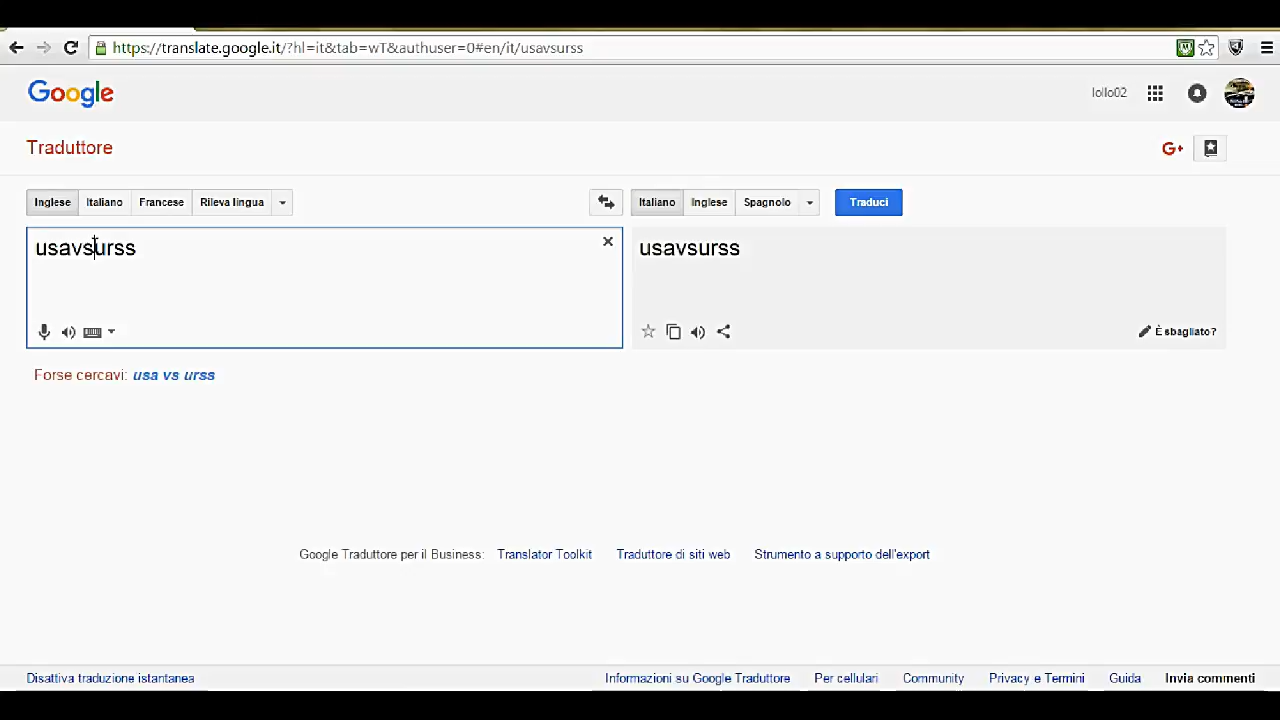 https://translate.google.it/?hl=it&tab=wT&authuser=0#en/it/usavsurss
Google
lollo02
Traduttore
G+
Inglese Italiano Francese Rileva lingua
Italiano Inglese Spagnolo Traduci
usavsurss
usavsurss
È sbagliato?
Forse cercavi: usa vs urss
Google Traduttore per il Business: Translator Toolkit Traduttore di siti web Strumento a supporto dell'export
Disattiva traduzione istantanea Informazioni su Google Traduttore Per cellulari Community Privacy e Termini Guida Invia commenti